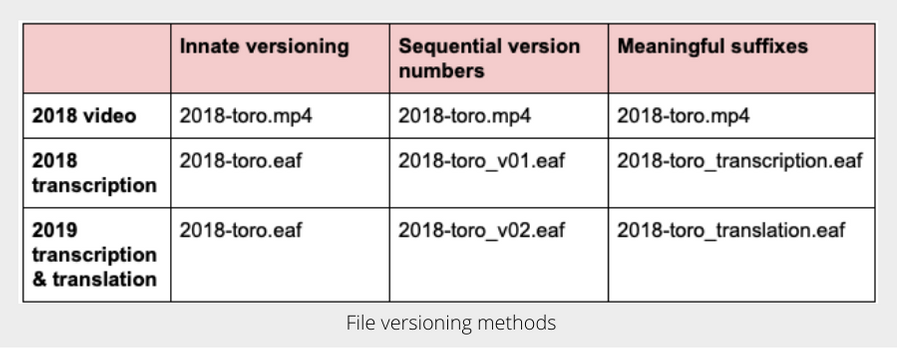 Innate versioning Sequential version Meaningful suffixes
numbers
2018 video 2018-toro.mp4 2018-toro.mp4 2018-toro.mp4
2018 2018-toro.eaf 2018-toro_v01.eaf 2018-toro_transcription.eaf
transcription
2019 2018-toro.eaf 2018-toro_v02.eaf 2018-toro_translation.eaf
transcription
& translation
File versioning methods